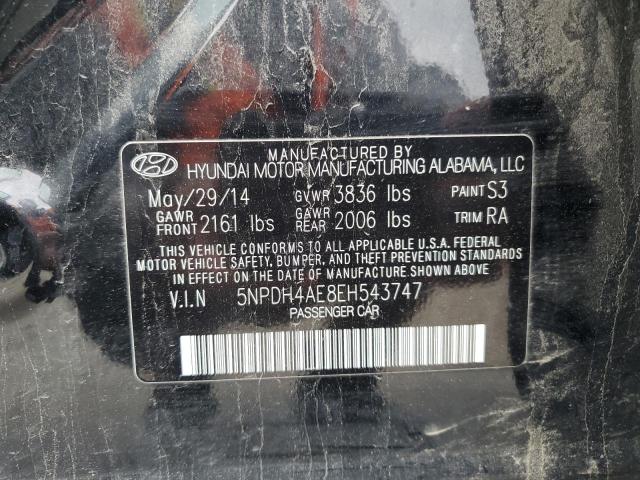 MANUFACTURED BY
HYUNDAI MOTOR MANUFACTURING ALABAMA, LLC
May/29/14 GVWR 3836 lbs PAINT S3
GAWR FRONT 2161 lbs GAWR REAR 2006 lbs TRIM RA
THIS VEHICLE CONFORMS TO ALL APPLICABLE U.S.A. FEDERAL
MOTOR VEHICLE SAFETY, BUMPER, AND THEFT PREVENTION STANDARDS
IN EFFECT ON THE DATE OF MANUFACTURE SHOWN ABOVE.
V.I.N 5NPDH4AE8EH543747
PASSENGER CAR